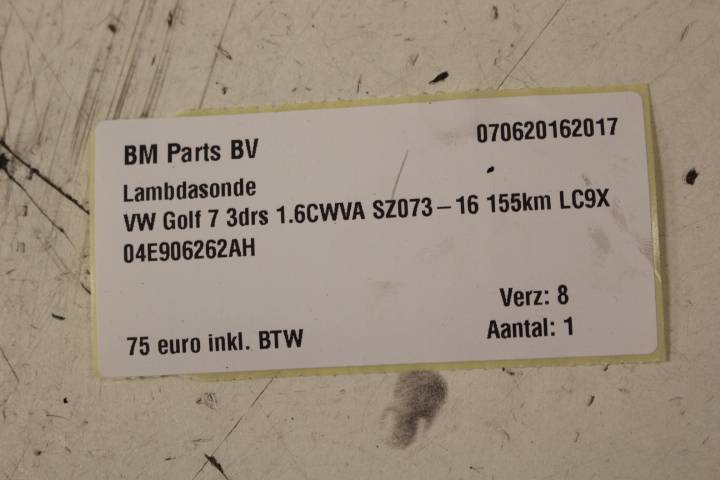 BM Parts BV 070620162017
Lambdasonde
VW Golf 7 3drs 1.6CWVA SZ073-16 155km LC9X
04E906262AH
Verz: 8
75 euro inkl. BTW Aantal: 1